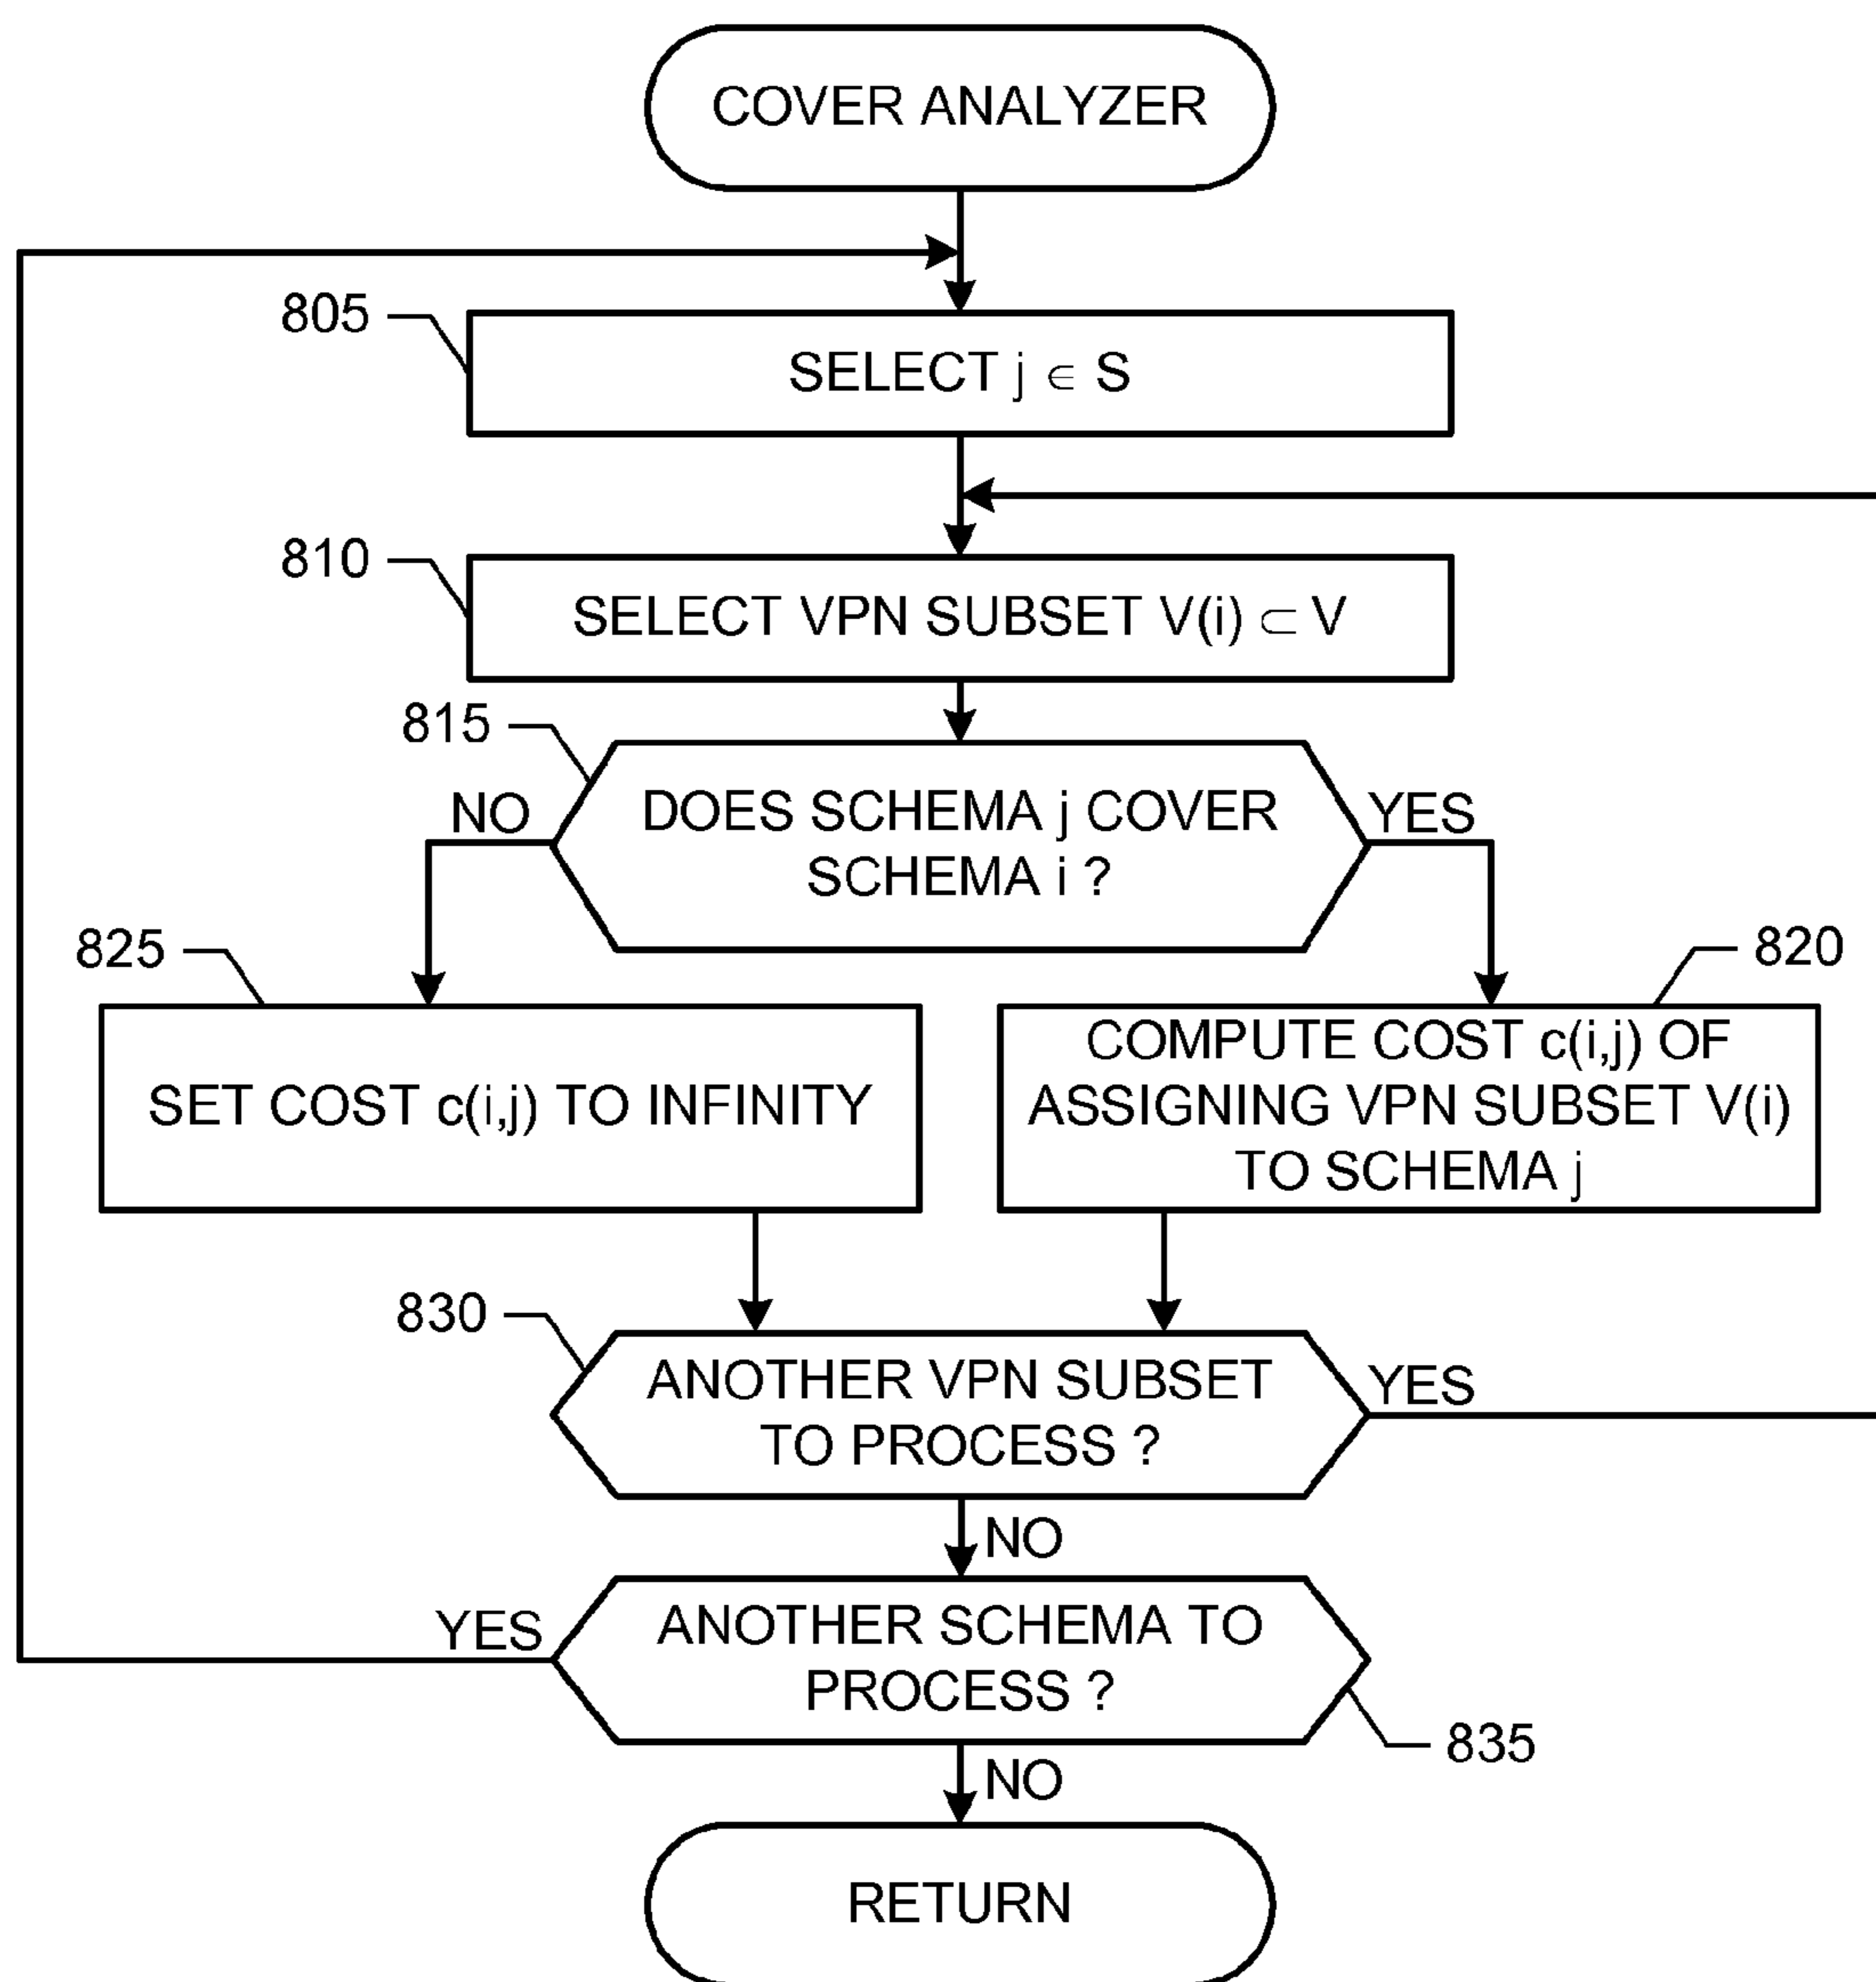 COVER ANALYZER
805
SELECT j ∈ S
810
SELECT VPN SUBSET V(i) ⊂ V
815
NO
DOES SCHEMA j COVER
SCHEMA i ?
YES
825
820
SET COST c(i,j) TO INFINITY
COMPUTE COST c(i,j) OF
ASSIGNING VPN SUBSET V(i)
TO SCHEMA j
830
ANOTHER VPN SUBSET
TO PROCESS ?
YES
NO
YES
ANOTHER SCHEMA TO
PROCESS ?
835
NO
RETURN